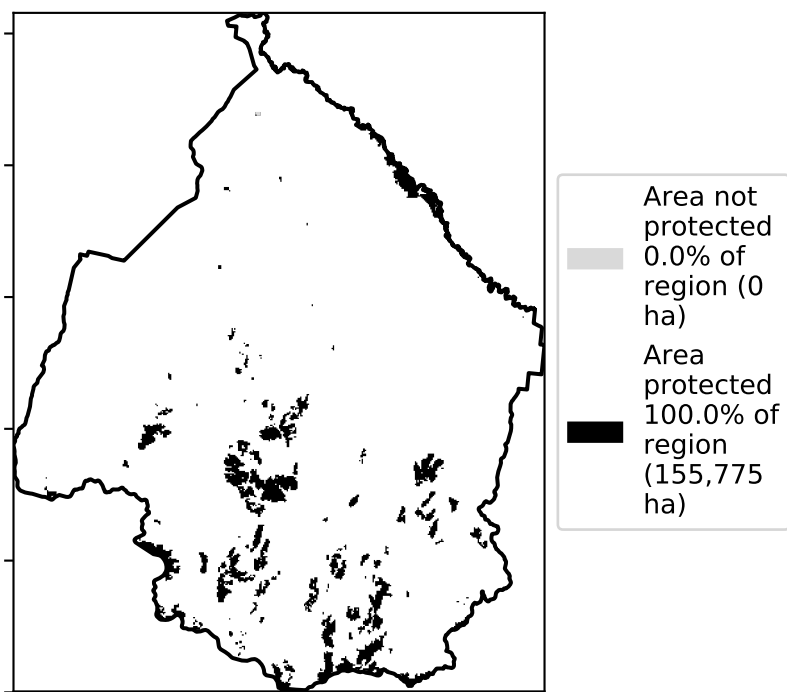 Area not
protected
0.0% of
region (0
ha)
Area
protected
100.0% of
region
(155,775
ha)